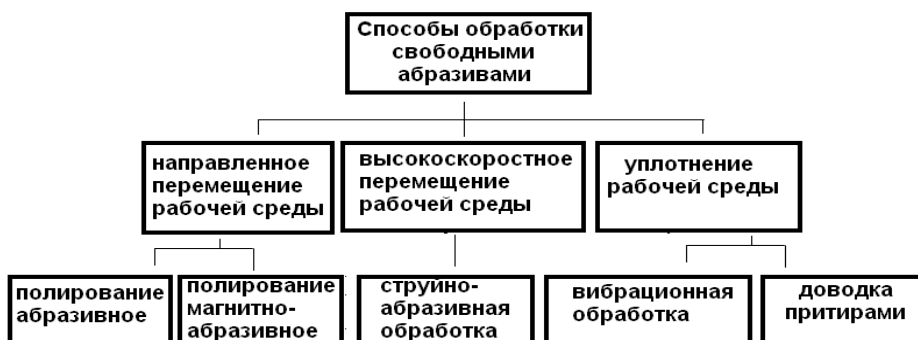 Способы обработки
свободными
абразивами
направленное
перемещение
рабочей среды
высокоскоростное
перемещение
рабочей среды
уплотнение
рабочей среды
полирование
абразивное
полирование
магнитно-
абразивное
струйно-
абразивная
обработка
вибрационная
обработка
доводка
притирами